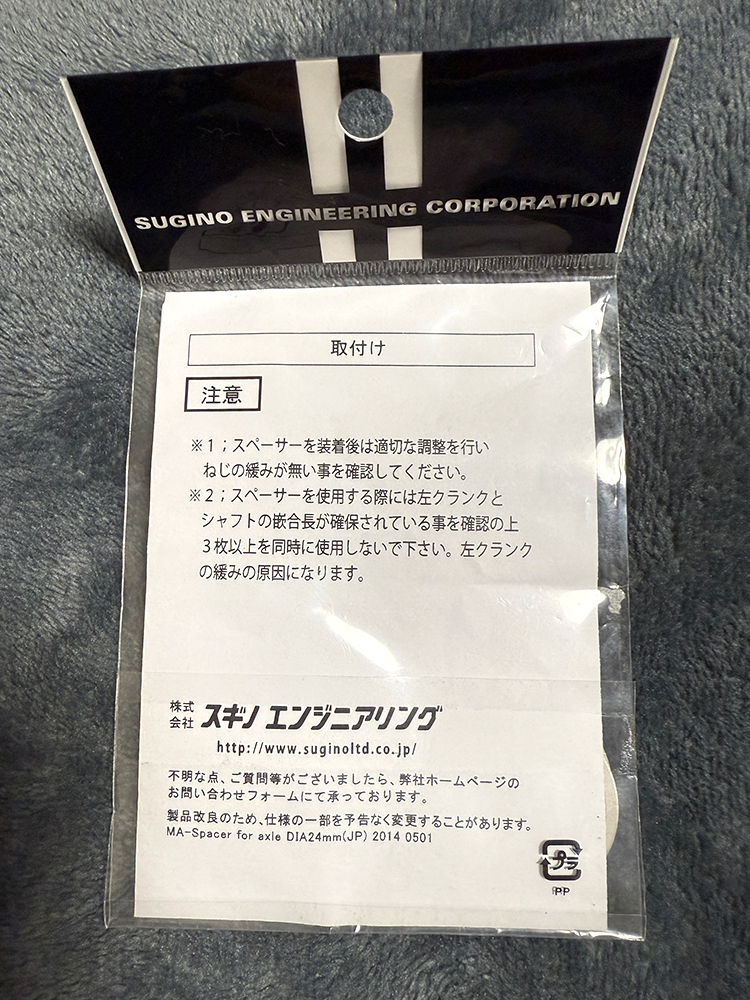 SUGINO ENGINEERING CORPORATION
取付け
注意
※１；スペーサーを装着後は適切な調整を行い
ねじの緩みが無い事を確認してください。
※２；スペーサーを使用する際には左クランクと
シャフトの嵌合長が確保されている事を確認の上
３枚以上を同時に使用しないで下さい。左クランク
の緩みの原因になります。
株式会社 スギノ エンジニアリング
http://www.suginoltd.co.jp/
不明な点、ご質問等がございましたら、弊社ホームページの
お問い合わせフォームにて承っております。
製品改良のため、仕様の一部を予告なく変更することがあります。
MA-Spacer for axle DIA24mm(JP) 2014 0501
プラ
PP